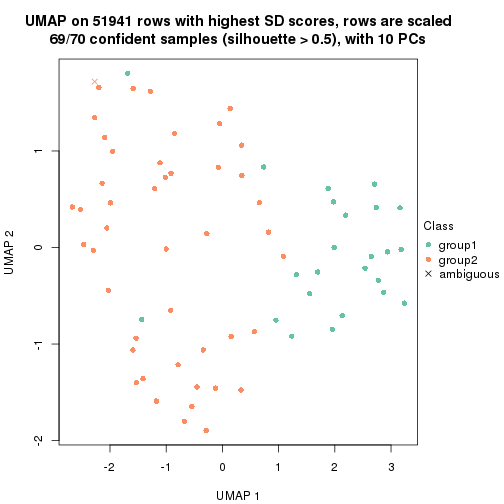 UMAP on 51941 rows with highest SD scores, rows are scaled
69/70 confident samples (silhouette > 0.5), with 10 PCs
1
0
-1
-2
UMAP 2
-2
-1
0
1
2
3
UMAP 1
Class
group1
group2
ambiguous